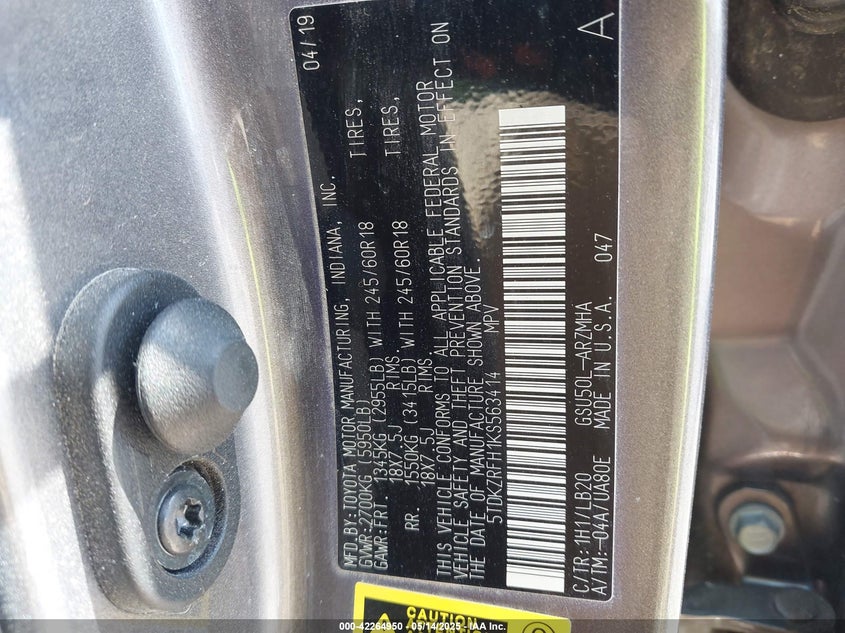 MFD. BY:TOYOTA MOTOR MANUFACTURING, INDIANA, INC. 04/19
GVWR:2700KG (5950LB)
GAWR:FRT. 1345KG (2955LB) WITH 245/60R18 TIRES,
18X7.5J RIMS.
RR. 1550KG (3415LB) WITH 245/60R18 TIRES,
18X7.5J RIMS.
THIS VEHICLE CONFORMS TO ALL APPLICABLE FEDERAL MOTOR
VEHICLE SAFETY AND THEFT PREVENTION STANDARDS IN EFFECT ON
THE DATE OF MANUFACTURE SHOWN ABOVE.
5TDKZRFH1KS563414 MPV
C/TR:1H1/LB20 GSU50L-ARZMHA A
A/TM:-04A/UA80E MADE IN U.S.A. 047
CAUTION
000-42264950 - 05/14/2025 - IAA Inc.